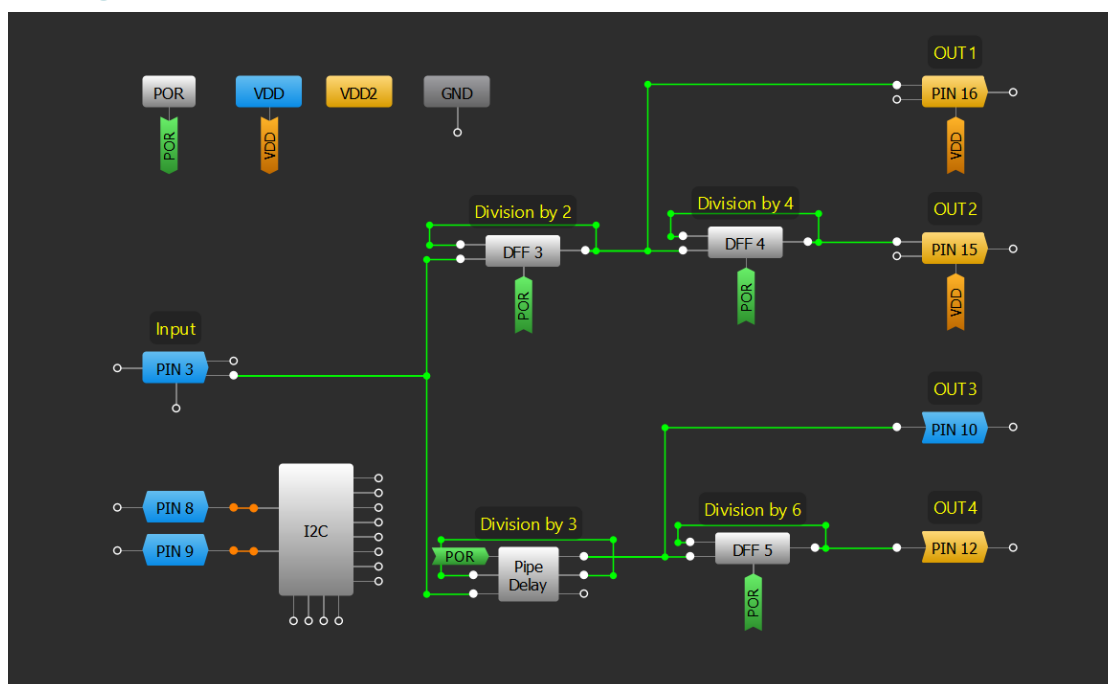 OUT1
POR
VDD
VDD2
GND
PIN 16
POR
VDD
VDD
Division by 2
Division by 4
OUT2
DFF 3
DFF 4
PIN 15
POR
POR
VDD
Input
PIN 3
OUT3
PIN 10
PIN 8
I2C
Division by 3
Division by 6
OUT4
PIN 9
POR
Pipe
Delay
DFF 5
PIN 12
POR